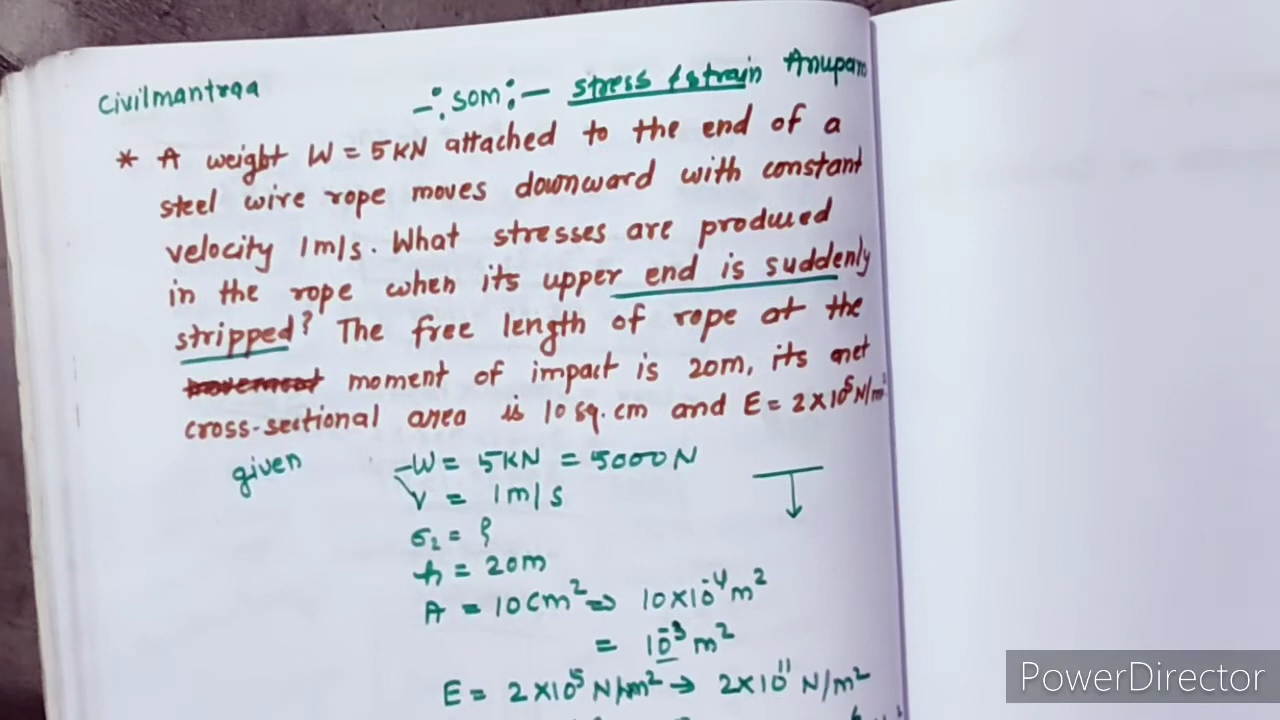 Civilmantraa
-: SOM :- stress & strain Anupam
* A weight W = 5KN attached to the end of a
steel wire rope moves downward with constant
velocity 1m/s. What stresses are produced
in the rope when its upper end is suddenly
stripped? The free length of rope at the
moment of impact is 20m, its net
cross-sectional area is 10 sq. cm and E = 2×10⁵ N/m
given
W = 5KN = 5000N
V = 1m/s
σ₂ = ?
h = 20m
A = 10cm² ⇒ 10×10⁻⁴ m²
= 10⁻³ m²
E = 2×10⁵ N/mm² → 2×10¹¹ N/m²
PowerDirector